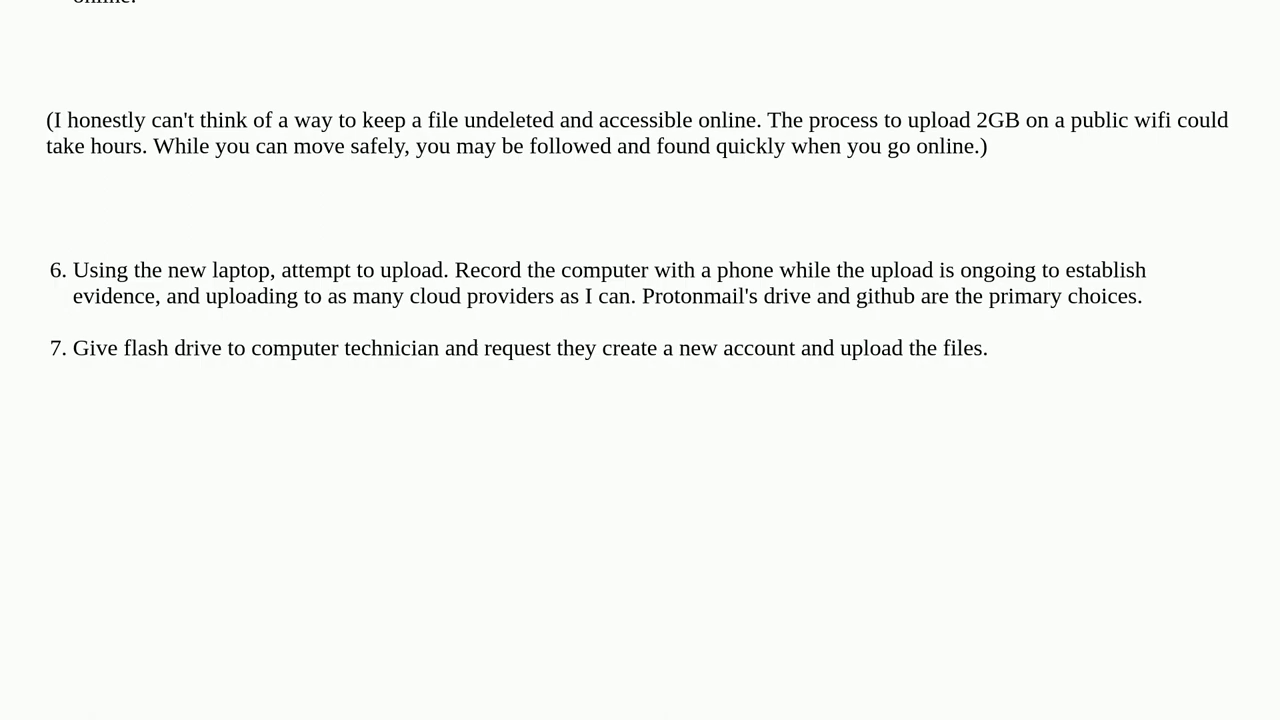 online.
(I honestly can't think of a way to keep a file undeleted and accessible online. The process to upload 2GB on a public wifi could
take hours. While you can move safely, you may be followed and found quickly when you go online.)
6. Using the new laptop, attempt to upload. Record the computer with a phone while the upload is ongoing to establish
evidence, and uploading to as many cloud providers as I can. Protonmail's drive and github are the primary choices.
7. Give flash drive to computer technician and request they create a new account and upload the files.